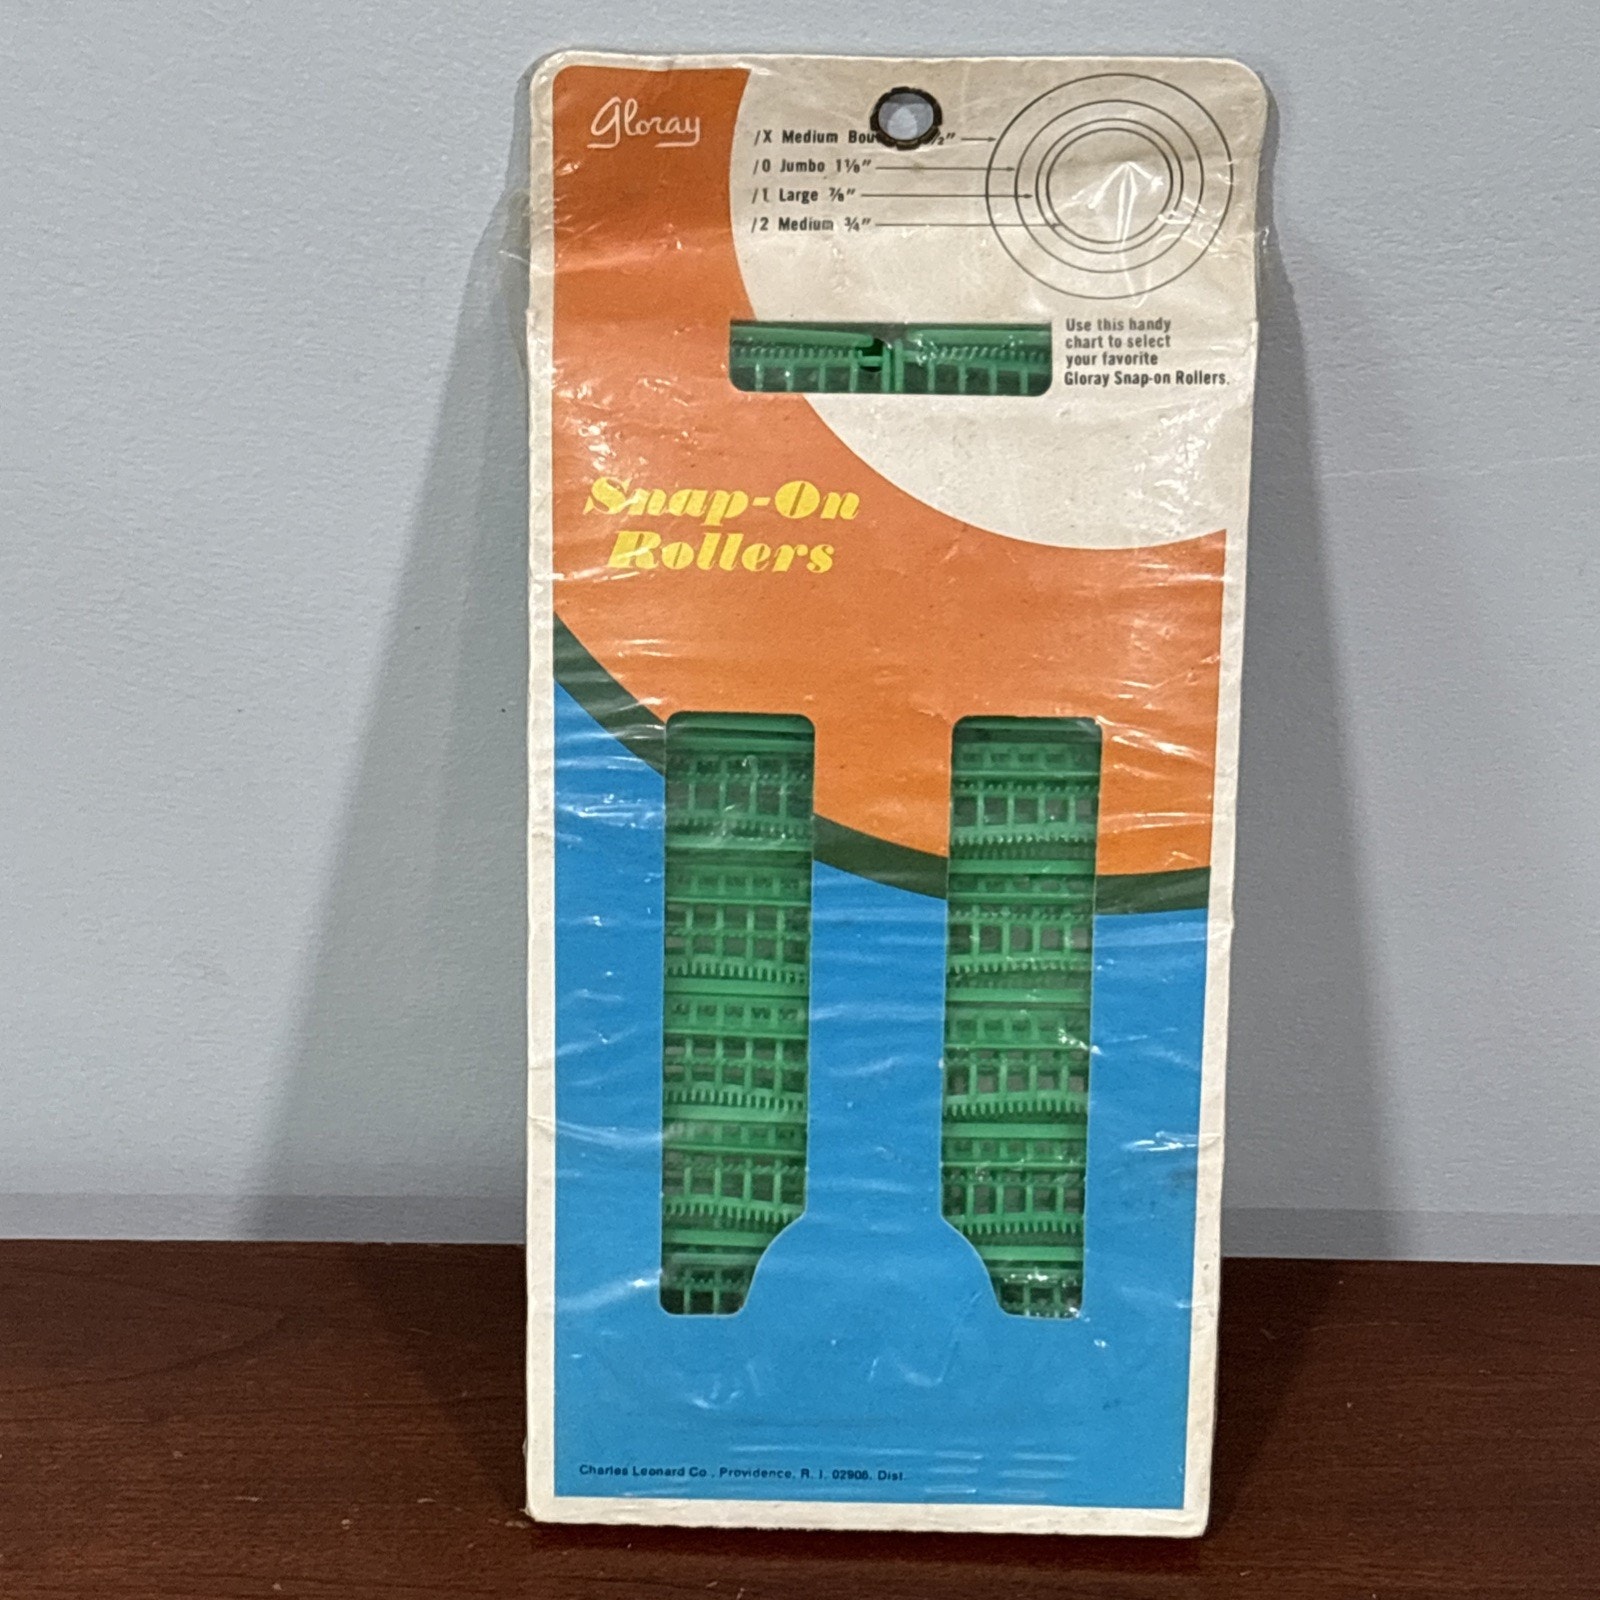 Gloray
/X Medium Bou
/0 Jumbo 1⅛"
/1 Large ⅞"
/2 Medium ¾"
Use this handy
chart to select
your favorite
Gloray Snap-on Rollers.
Snap-On
Rollers
Charles Leonard Co., Providence, R. I. 02908. Dist.